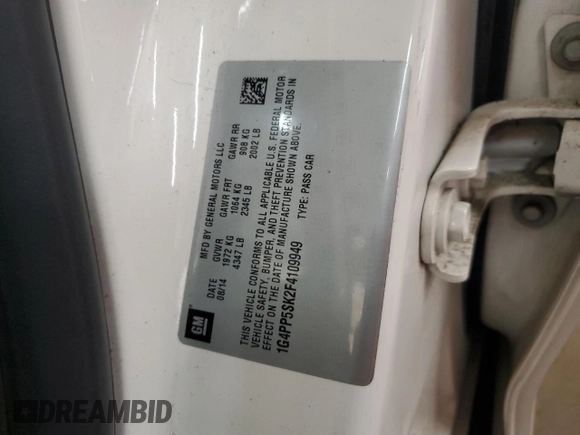 MFD BY GENERAL MOTORS LLC
DATE GVWR GAWR FRT GAWR RR
08/14 1972 KG 1064 KG 908 KG
4347 LB 2345 LB 2002 LB
THIS VEHICLE CONFORMS TO ALL APPLICABLE U.S. FEDERAL MOTOR
VEHICLE SAFETY, BUMPER, AND THEFT PREVENTION STANDARDS IN
EFFECT ON THE DATE OF MANUFACTURE SHOWN ABOVE.
1G4PP5SK2F4109949 TYPE: PASS CAR
GM
DREAMBID